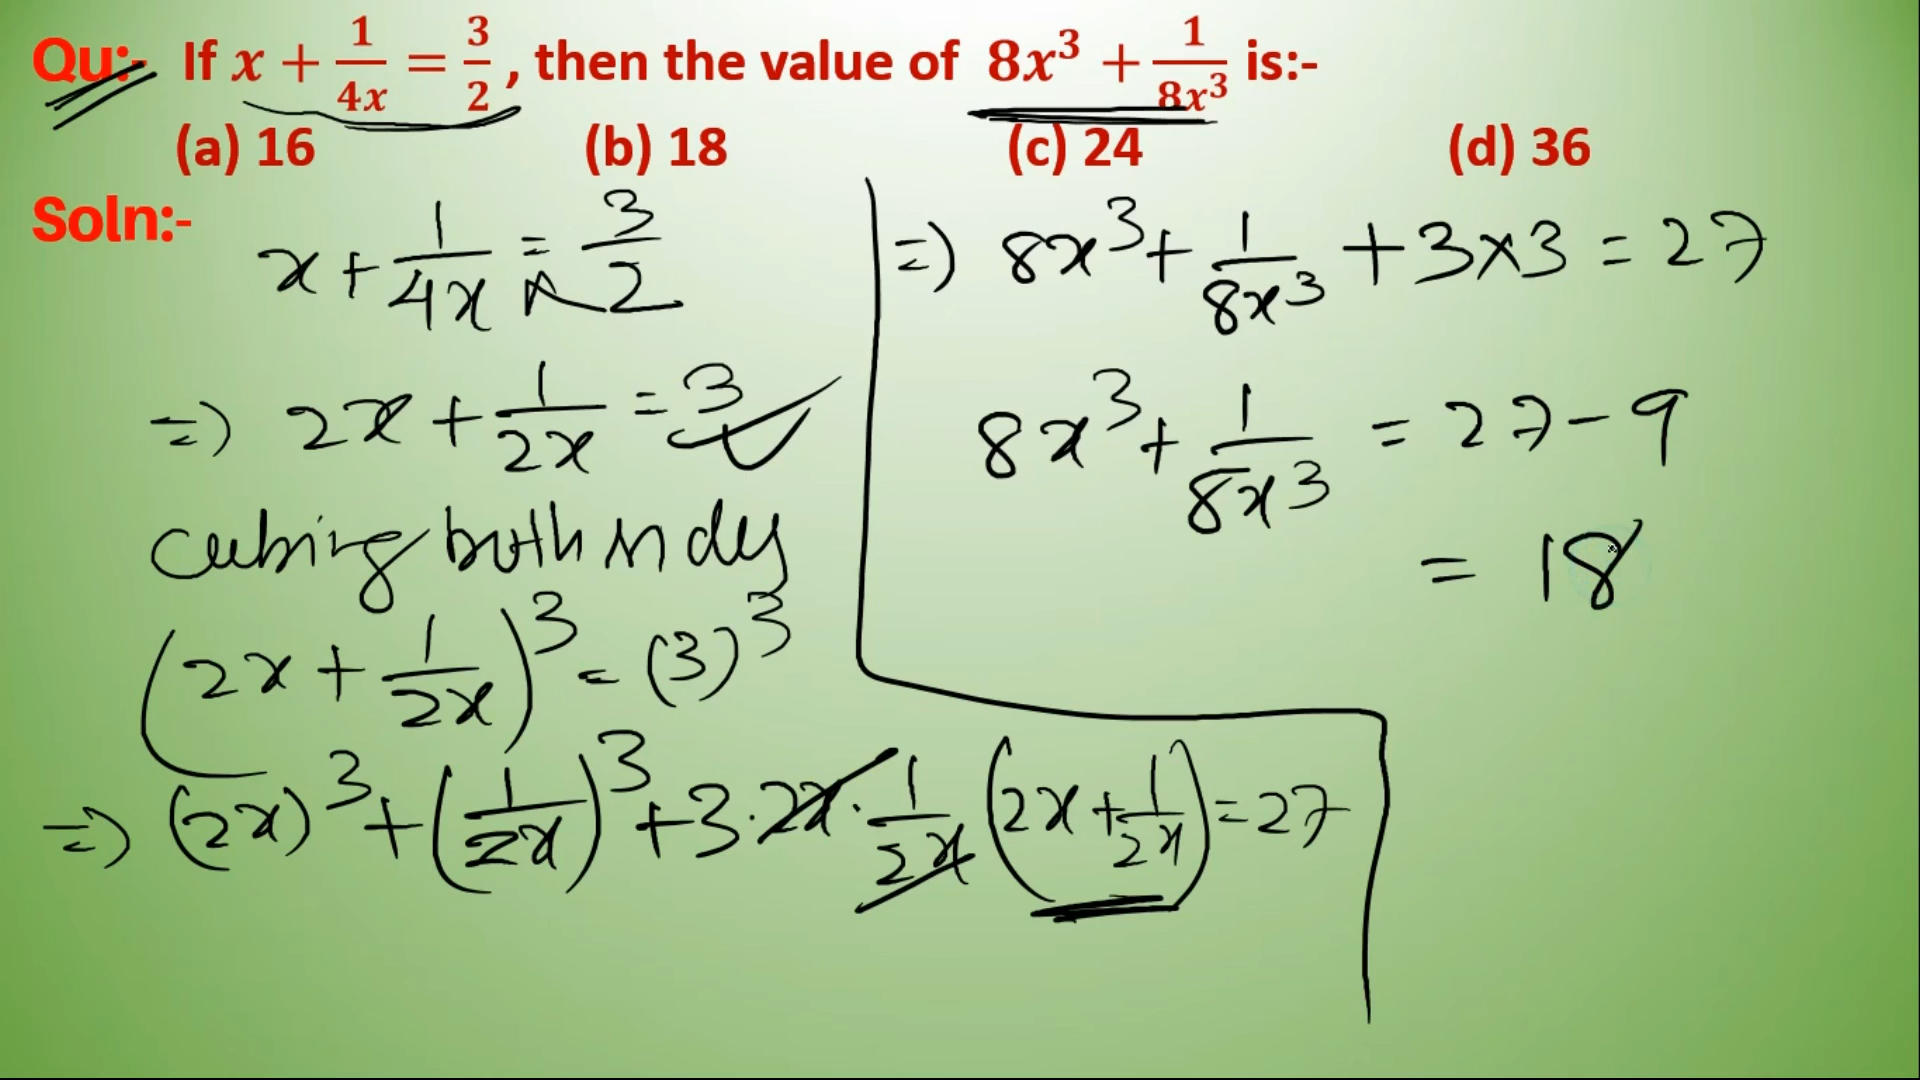 Qu:- If x + 1/4x = 3/2, then the value of 8x³ + 1/8x³ is:-
(a) 16 (b) 18 (c) 24 (d) 36
Soln:-
x + 1/4x = 3/2
=) 2x + 1/2x = 3
cubing both sides
(2x + 1/2x)³ = (3)³
=) (2x)³ + (1/2x)³ + 3 · 2x · 1/2x (2x + 1/2x) = 27
=) 8x³ + 1/8x³ + 3×3 = 27
8x³ + 1/8x³ = 27 - 9
= 18